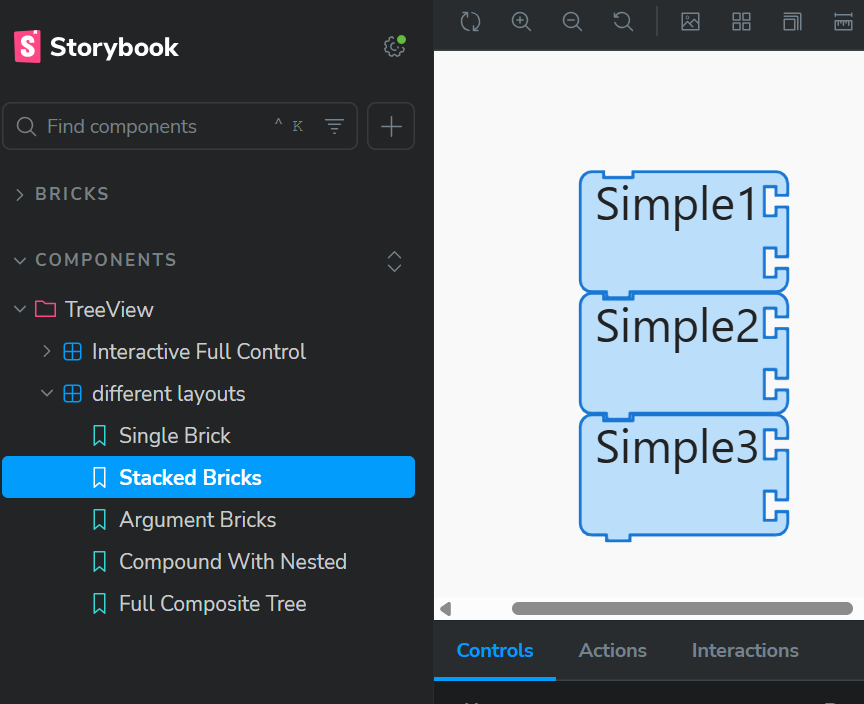 Storybook
Find components ^ K
BRICKS
COMPONENTS
TreeView
Interactive Full Control
different layouts
Single Brick
Stacked Bricks
Argument Bricks
Compound With Nested
Full Composite Tree
Simple1
Simple2
Simple3
Controls Actions Interactions